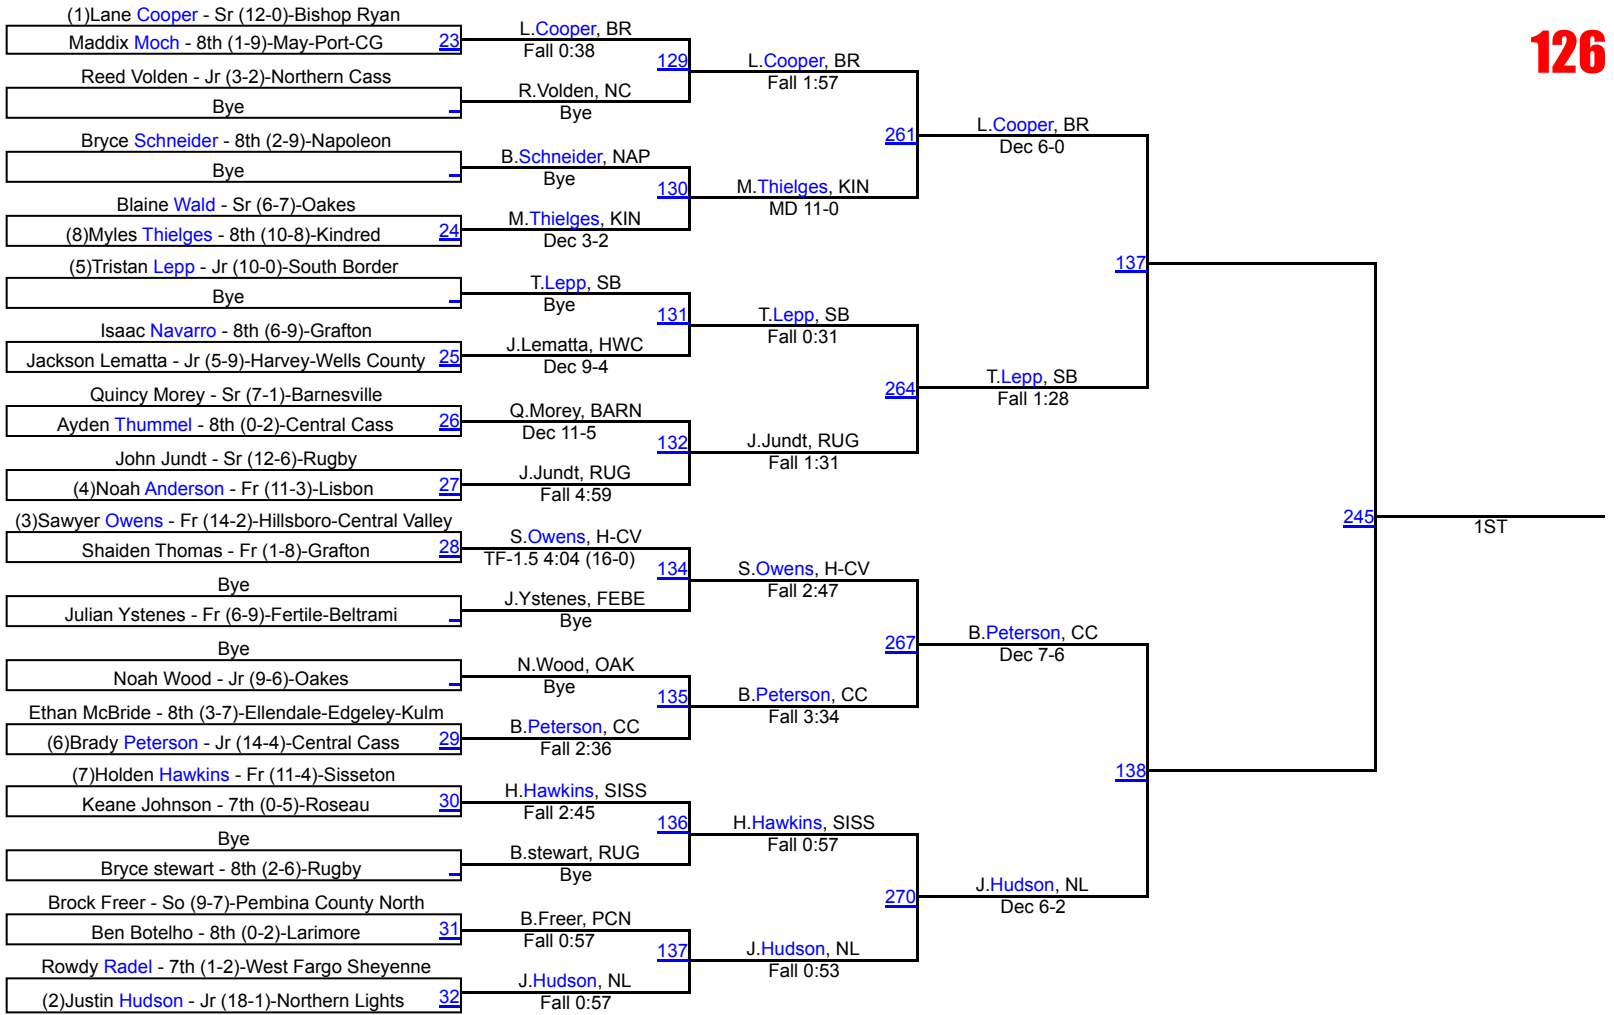 126
(1)Lane Cooper - Sr (12-0)-Bishop Ryan
Maddix Moch - 8th (1-9)-May-Port-CG 23
Reed Volden - Jr (3-2)-Northern Cass
Bye
Bryce Schneider - 8th (2-9)-Napoleon
Bye
Blaine Wald - Sr (6-7)-Oakes
(8)Myles Thielges - 8th (10-8)-Kindred 24
(5)Tristan Lepp - Jr (10-0)-South Border
Bye
Isaac Navarro - 8th (6-9)-Grafton
Jackson Lematta - Jr (5-9)-Harvey-Wells County 25
Quincy Morey - Sr (7-1)-Barnesville
Ayden Thummel - 8th (0-2)-Central Cass 26
John Jundt - Sr (12-6)-Rugby
(4)Noah Anderson - Fr (11-3)-Lisbon 27
(3)Sawyer Owens - Fr (14-2)-Hillsboro-Central Valley
Shaiden Thomas - Fr (1-8)-Grafton 28
Bye
Julian Ystenes - Fr (6-9)-Fertile-Beltrami
Bye
Noah Wood - Jr (9-6)-Oakes
Ethan McBride - 8th (3-7)-Ellendale-Edgeley-Kulm
(6)Brady Peterson - Jr (14-4)-Central Cass 29
(7)Holden Hawkins - Fr (11-4)-Sisseton
Keane Johnson - 7th (0-5)-Roseau 30
Bye
Bryce stewart - 8th (2-6)-Rugby
Brock Freer - So (9-7)-Pembina County North
Ben Botelho - 8th (0-2)-Larimore 31
Rowdy Radel - 7th (1-2)-West Fargo Sheyenne
(2)Justin Hudson - Jr (18-1)-Northern Lights 32
L.Cooper, BR
Fall 0:38
129
R.Volden, NC
Bye
B.Schneider, NAP
Bye
130
M.Thielges, KIN
Dec 3-2
T.Lepp, SB
Bye
131
J.Lematta, HWC
Dec 9-4
Q.Morey, BARN
Dec 11-5
132
J.Jundt, RUG
Fall 4:59
S.Owens, H-CV
TF-1.5 4:04 (16-0)
134
J.Ystenes, FEBE
Bye
N.Wood, OAK
Bye
135
B.Peterson, CC
Fall 2:36
H.Hawkins, SISS
Fall 2:45
136
B.stewart, RUG
Bye
B.Freer, PCN
Fall 0:57
137
J.Hudson, NL
Fall 0:57
L.Cooper, BR
Fall 1:57
261
M.Thielges, KIN
MD 11-0
T.Lepp, SB
Fall 0:31
264
J.Jundt, RUG
Fall 1:31
S.Owens, H-CV
Fall 2:47
267
B.Peterson, CC
Fall 3:34
H.Hawkins, SISS
Fall 0:57
270
J.Hudson, NL
Fall 0:53
L.Cooper, BR
Dec 6-0
137
T.Lepp, SB
Fall 1:28
B.Peterson, CC
Dec 7-6
138
J.Hudson, NL
Dec 6-2
245
1ST